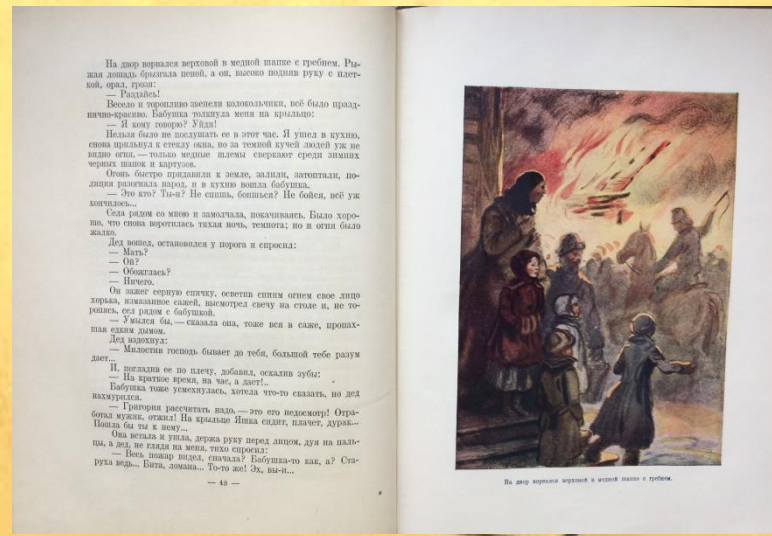 На двор ворвался верховой в медной шапке с гребнем. Ры-
жая лошадь брызгала пеной, а он, высоко подняв руку с плет-
кой, орал, грозя:
— Раздайсь!
Весело и торопливо звенели колокольчики, всё было празд-
нично-красиво. Бабушка толкнула меня на крыльцо:
— Я кому говорю? Уйди!
Нельзя было не послушать ее в этот час. Я ушел в кухню,
снова прильнул к стеклу окна, но за темной кучей людей уж не
видно огня, — только медные шлемы сверкают среди зимних
черных шапок и картузов.
Огонь быстро придавили к земле, залили, затоптали, по-
лиция разогнала народ, и в кухню вошла бабушка.
— Это кто? Ты-и? Не спишь, боишься? Не бойся, всё уж
кончилось...
Села рядом со мною и замолчала, покачиваясь. Было хоро-
шо, что снова воротилась тихая ночь, темнота; но и огня было
жалко.
Дед вошел, остановился у порога и спросил:
— Мать?
— Ой?
— Обожглась?
— Ничего.
Он зажег серную спичку, осветив синим огнем свое лицо
хорька, измазанное сажей, высмотрел свечу на столе и, не то-
ропясь, сел рядом с бабушкой.
— Умылся бы, — сказала она, тоже вся в саже, пропах-
шая едким дымом.
Дед вздохнул:
— Милостив господь бывает до тебя, большой тебе разум
дает...
И, погладив ее по плечу, добавил, оскалив зубы:
— На краткое время, на час, а дает!..
Бабушка тоже усмехнулась, хотела что-то сказать, но дед
нахмурился.
— Григория рассчитать надо, — это его недосмотр! Отра-
ботал мужик, отжил! На крыльце Яшка сидит, плачет, дурак...
Пошла бы ты к нему...
Она встала и ушла, держа руку перед лицом, дуя на паль-
цы, а дед, не глядя на меня, тихо спросил:
— Весь пожар видел, сначала? Бабушка-то как, а? Ста-
руха ведь... Бита, ломана... То-то же! Эх, вы-и...
— 48 —
На двор ворвался верховой в медной шапке с гребнем.